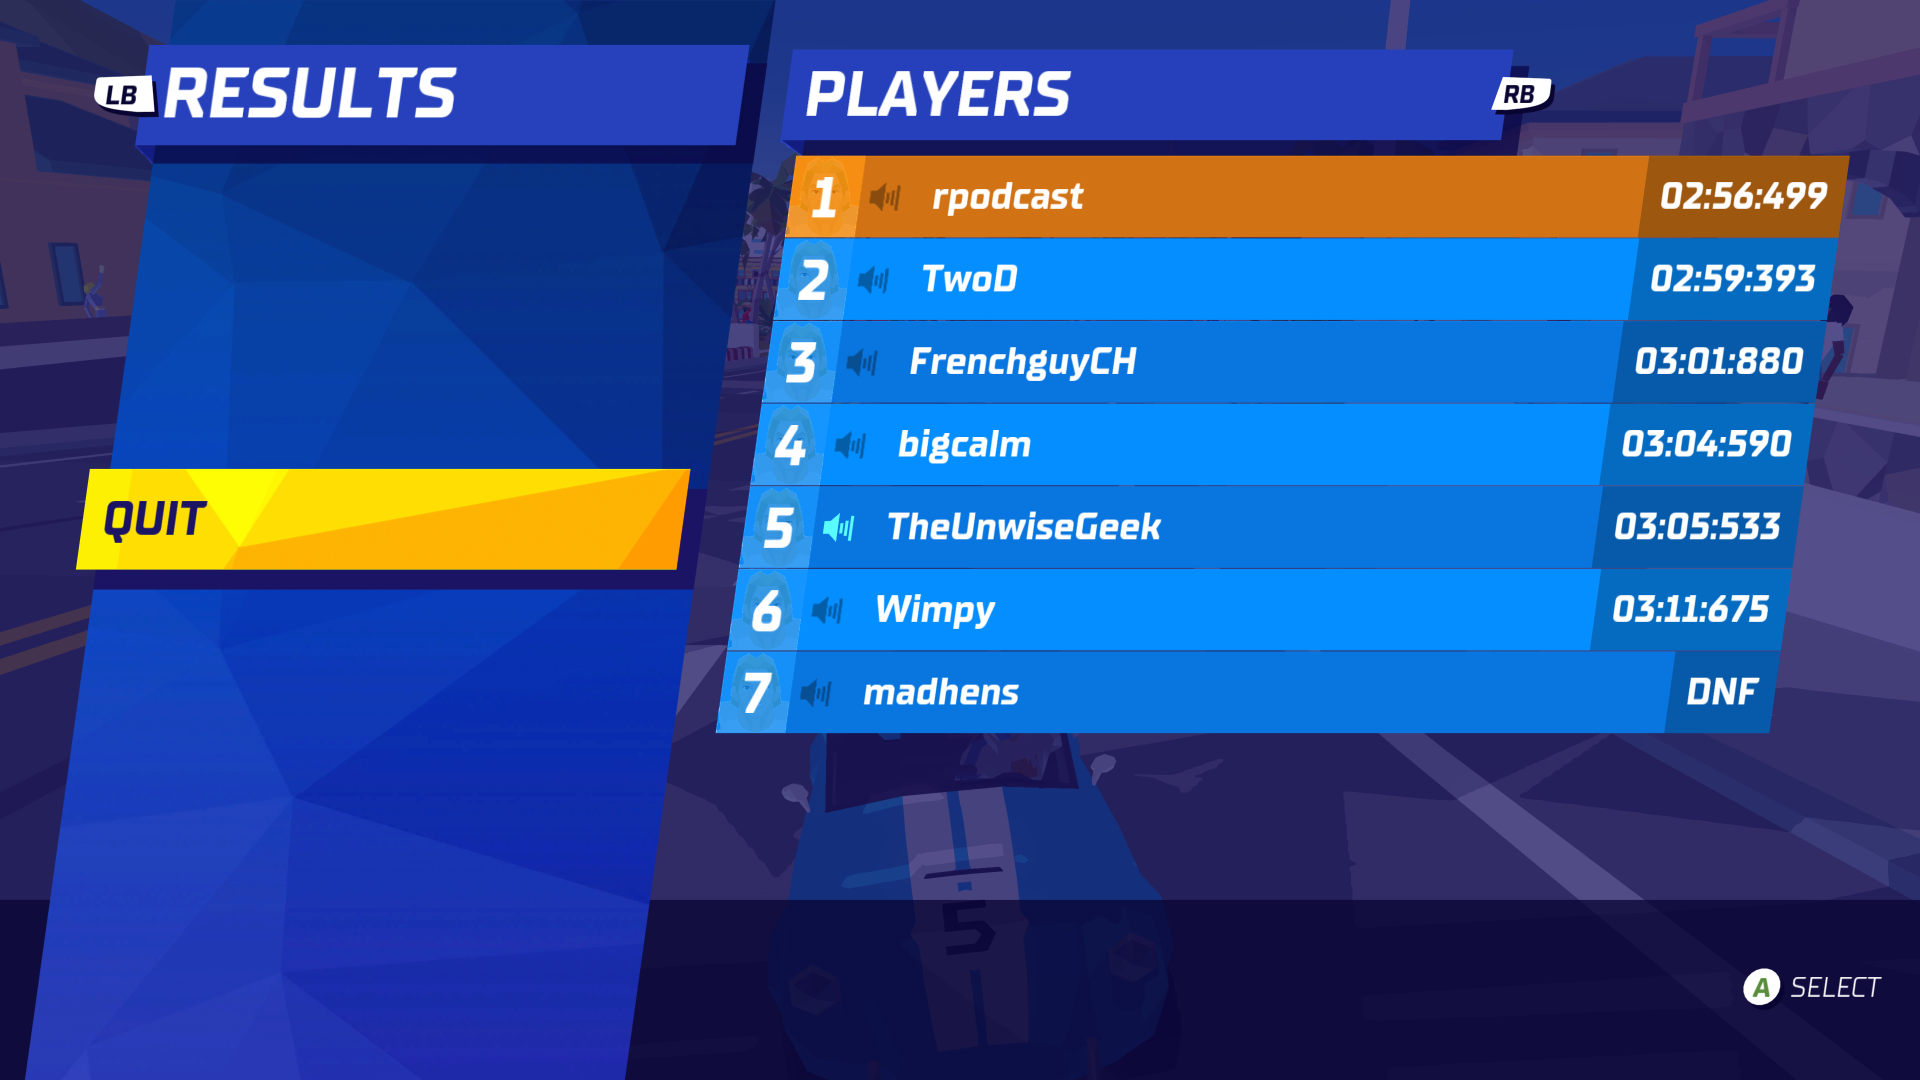 LB RESULTS
PLAYERS RB
1 rpodcast 02:56:499
2 TwoD 02:59:393
3 FrenchguyCH 03:01:880
4 bigcalm 03:04:590
QUIT
5 TheUnwiseGeek 03:05:533
6 Wimpy 03:11:675
7 madhens DNF
5
A SELECT